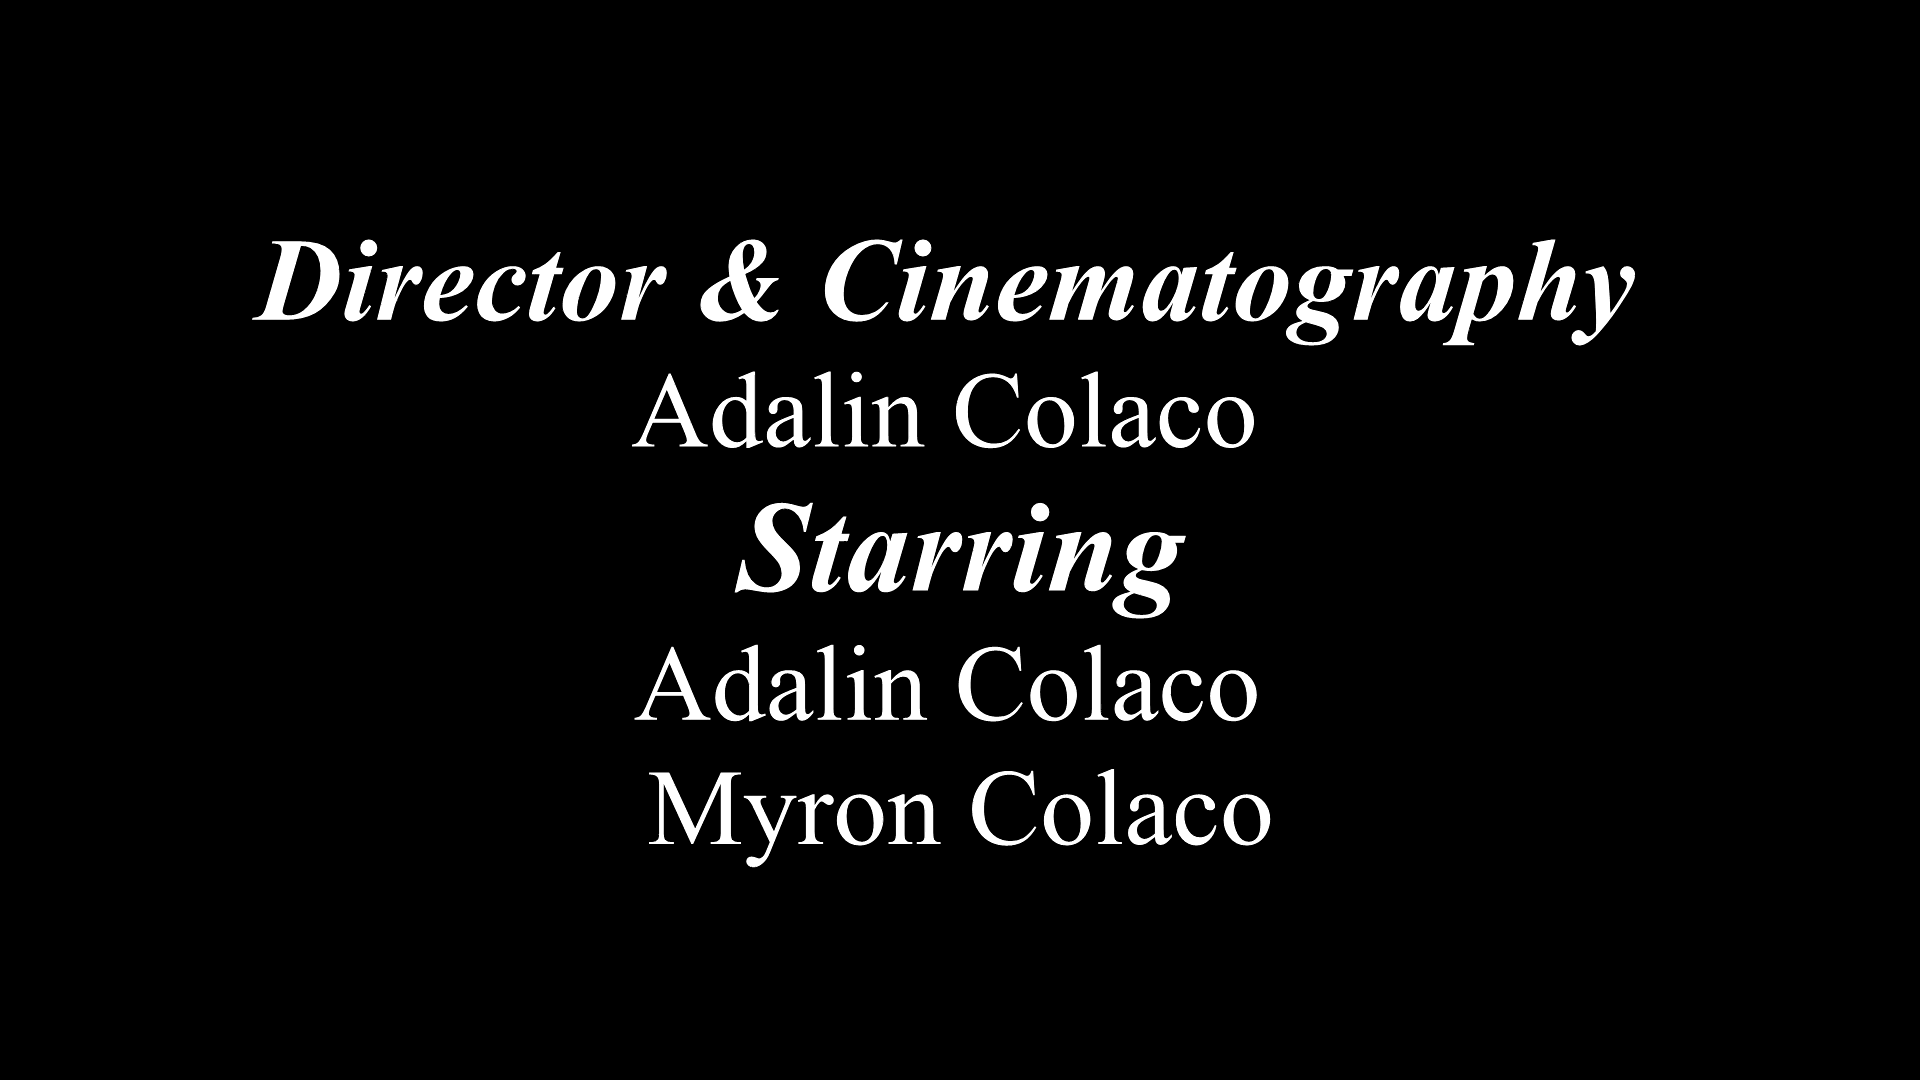 Director & Cinematography
Adalin Colaco
Starring
Adalin Colaco
Myron Colaco